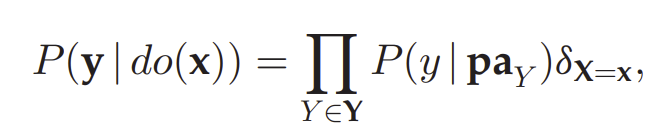 P(𝐲 | do(𝐱)) = ∏_{Y∈𝐘} P(y | 𝐩𝐚_Y) δ_{𝐗=𝐱},